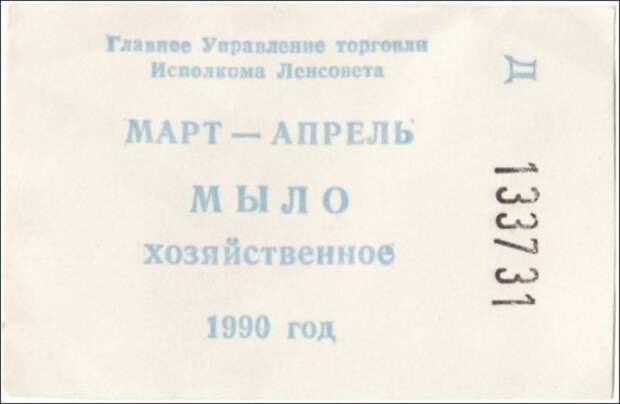 Главное Управление торговли
Исполкома Ленсовета
МАРТ — АПРЕЛЬ
МЫЛО
хозяйственное
1990 год
Д
133731